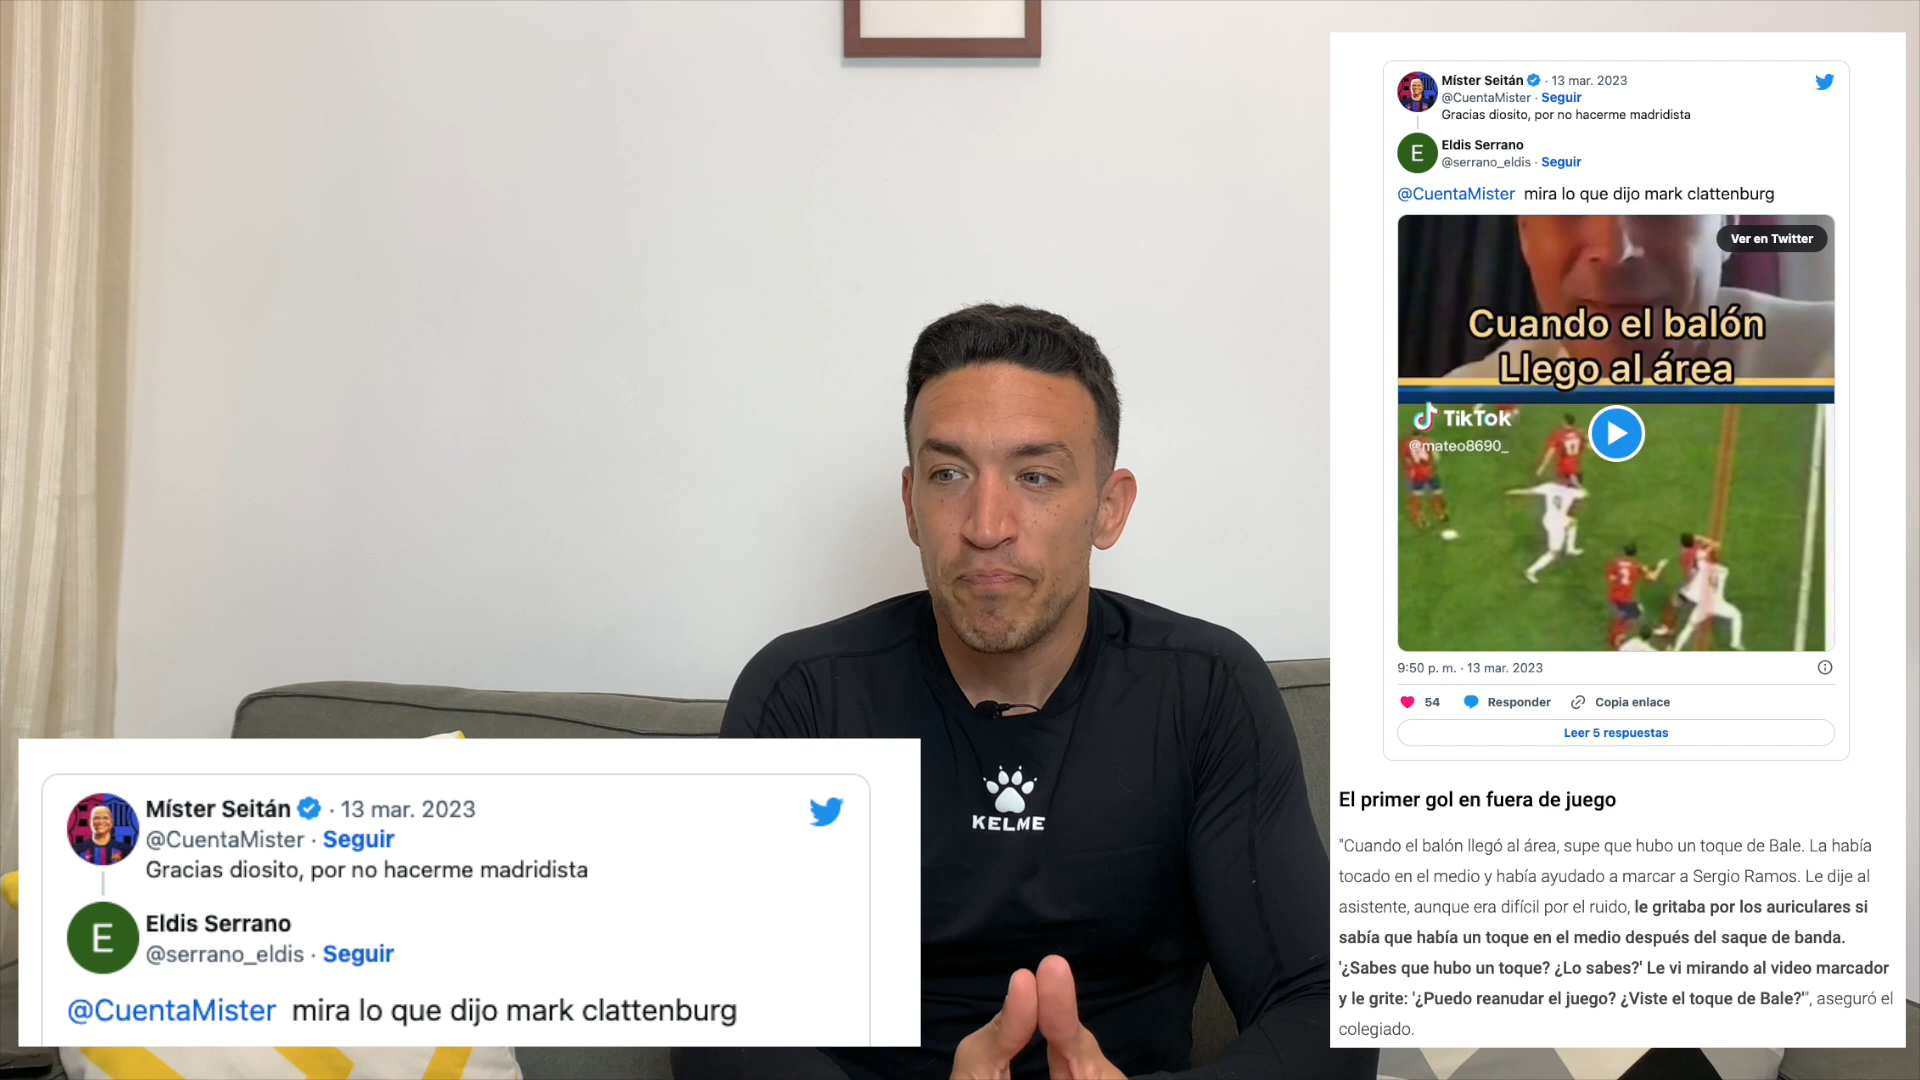 Míster Seitán · 13 mar. 2023
@CuentaMister · Seguir
Gracias diosito, por no hacerme madridista
E
Eldis Serrano
@serrano_eldis · Seguir
@CuentaMister mira lo que dijo mark clattenburg
Ver en Twitter
Cuando el balón
Llego al área
TikTok
@mateo8690_
9:50 p. m. · 13 mar. 2023
54 Responder Copia enlace
Leer 5 respuestas
El primer gol en fuera de juego
"Cuando el balón llegó al área, supe que hubo un toque de Bale. La había
tocado en el medio y había ayudado a marcar a Sergio Ramos. Le dije al
asistente, aunque era difícil por el ruido, le gritaba por los auriculares si
sabía que había un toque en el medio después del saque de banda.
'¿Sabes que hubo un toque? ¿Lo sabes?' Le vi mirando al video marcador
y le grite: '¿Puedo reanudar el juego? ¿Viste el toque de Bale?'", aseguró el
colegiado.
KELME
Míster Seitán · 13 mar. 2023
@CuentaMister · Seguir
Gracias diosito, por no hacerme madridista
E
Eldis Serrano
@serrano_eldis · Seguir
@CuentaMister mira lo que dijo mark clattenburg